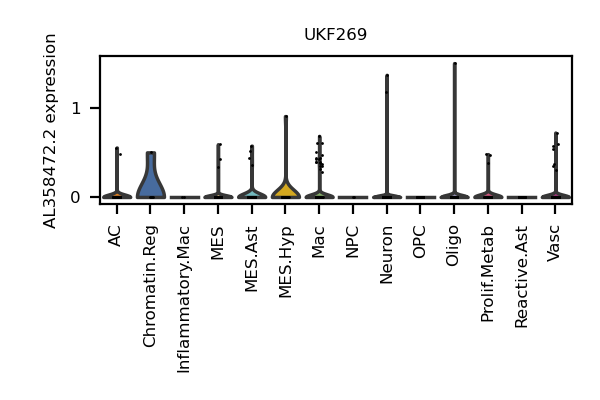 UKF269
AL358472.2 expression
1
0
AC
Chromatin.Reg
Inflammatory.Mac
MES
MES.Ast
MES.Hyp
Mac
NPC
Neuron
OPC
Oligo
Prolif.Metab
Reactive.Ast
Vasc